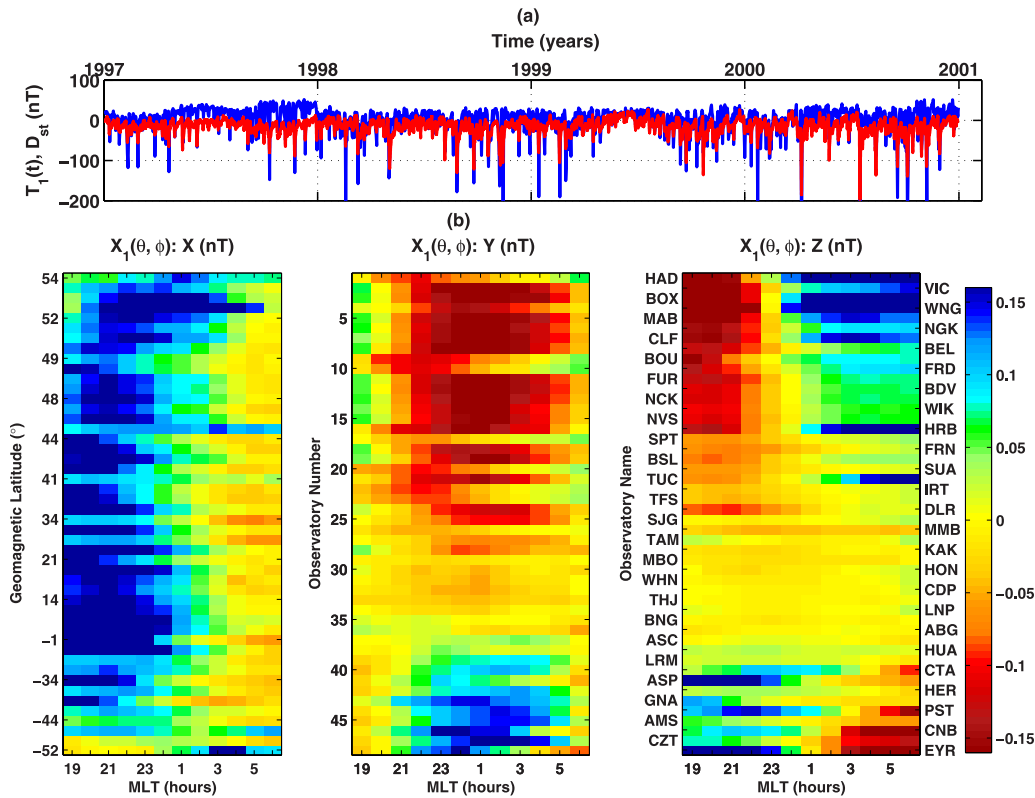 (a)
Time (years)
1997 1998 1999 2000 2001
T_1(t), D_st (nT)
100
0
−100
−200
(b)
X_1(θ, ϕ): X (nT)
X_1(θ, ϕ): Y (nT)
X_1(θ, ϕ): Z (nT)
Geomagnetic Latitude (°)
54
52
49
48
44
41
34
21
14
−1
−34
−44
−52
19 21 23 1 3 5
MLT (hours)
Observatory Number
5
10
15
20
25
30
35
40
45
19 21 23 1 3 5
MLT (hours)
Observatory Name
HAD
BOX
MAB
CLF
BOU
FUR
NCK
NVS
SPT
BSL
TUC
TFS
SJG
TAM
MBO
WHN
THJ
BNG
ASC
LRM
ASP
GNA
AMS
CZT
19 21 23 1 3 5
MLT (hours)
VIC
WNG
NGK
BEL
FRD
BDV
WIK
HRB
FRN
SUA
IRT
DLR
MMB
KAK
HON
CDP
LNP
ABG
HUA
CTA
HER
PST
CNB
EYR
0.15
0.1
0.05
0
−0.05
−0.1
−0.15